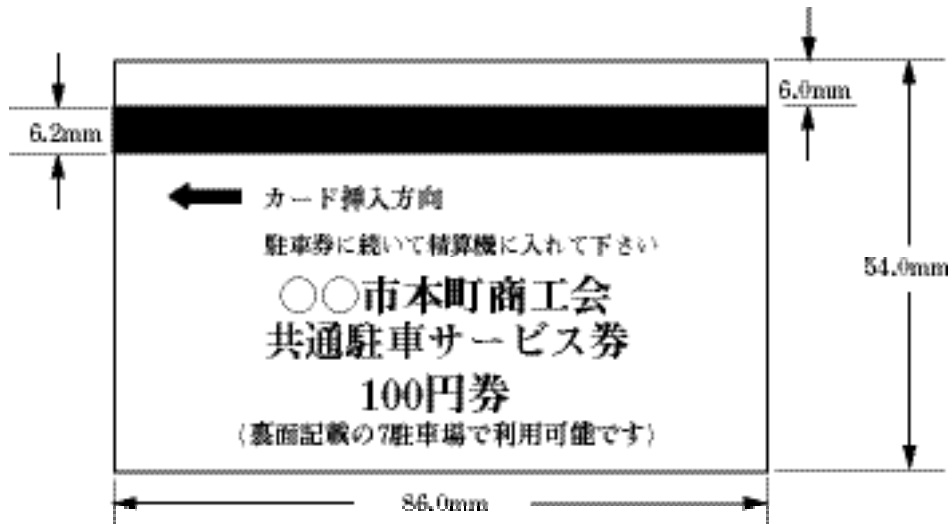 6.0mm
6.2mm
カード挿入方向
駐車券に続いて精算機に入れて下さい
54.0mm
〇〇市本町商工会
共通駐車サービス券
100円券
(裏面記載の7駐車場で利用可能です)
86.0mm